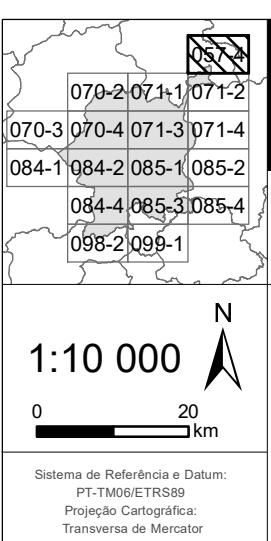 057-4
070-2 071-1 071-2
070-3 070-4 071-3 071-4
084-1 084-2 085-1 085-2
084-4 085-3 085-4
098-2 099-1
N
1:10 000
0 20
km
Sistema de Referência e Datum:
PT-TM06/ETRS89
Projeção Cartográfica:
Transversa de Mercator